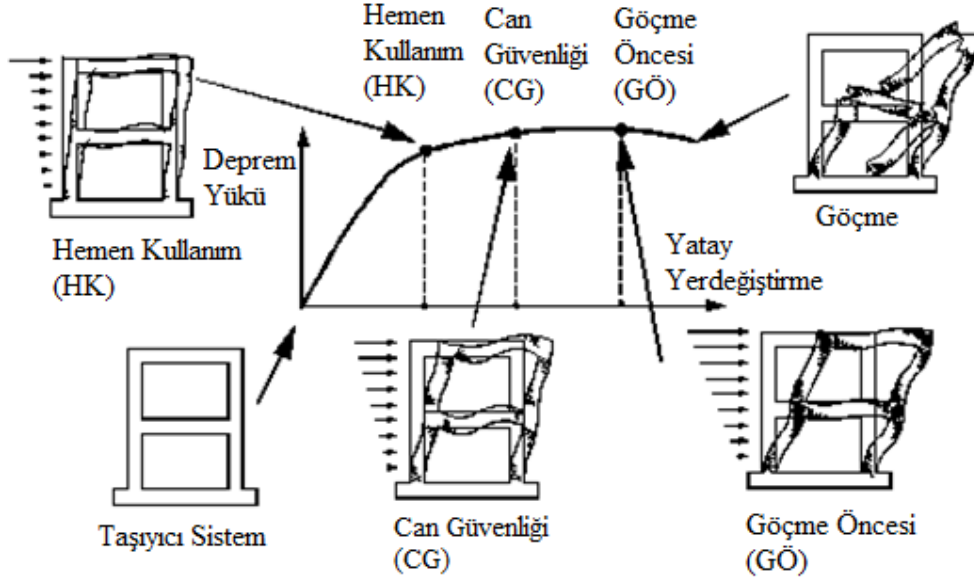 Hemen
Kullanım
(HK)
Can
Güvenliği
(CG)
Göçme
Öncesi
(GÖ)
Deprem
Yükü
Göçme
Hemen Kullanım
(HK)
Yatay
Yerdeğiştirme
Taşıyıcı Sistem
Can Güvenliği
(CG)
Göçme Öncesi
(GÖ)